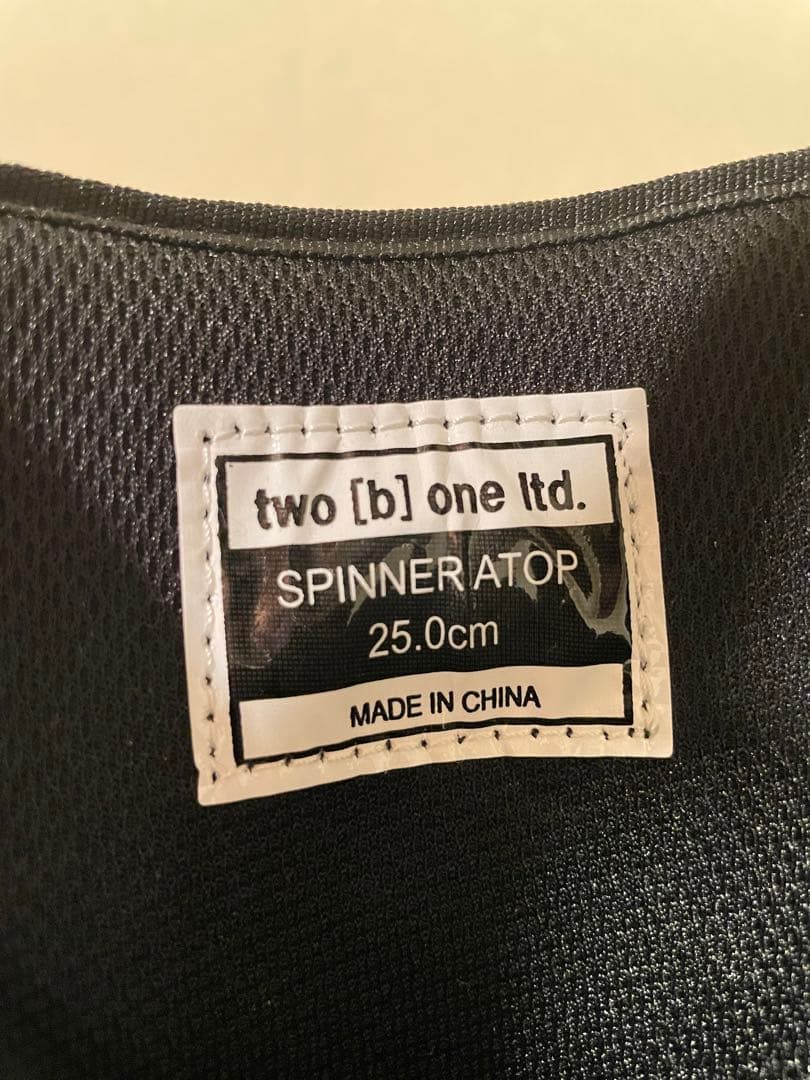 two [b] one ltd.
SPINNER ATOP
25.0cm
MADE IN CHINA